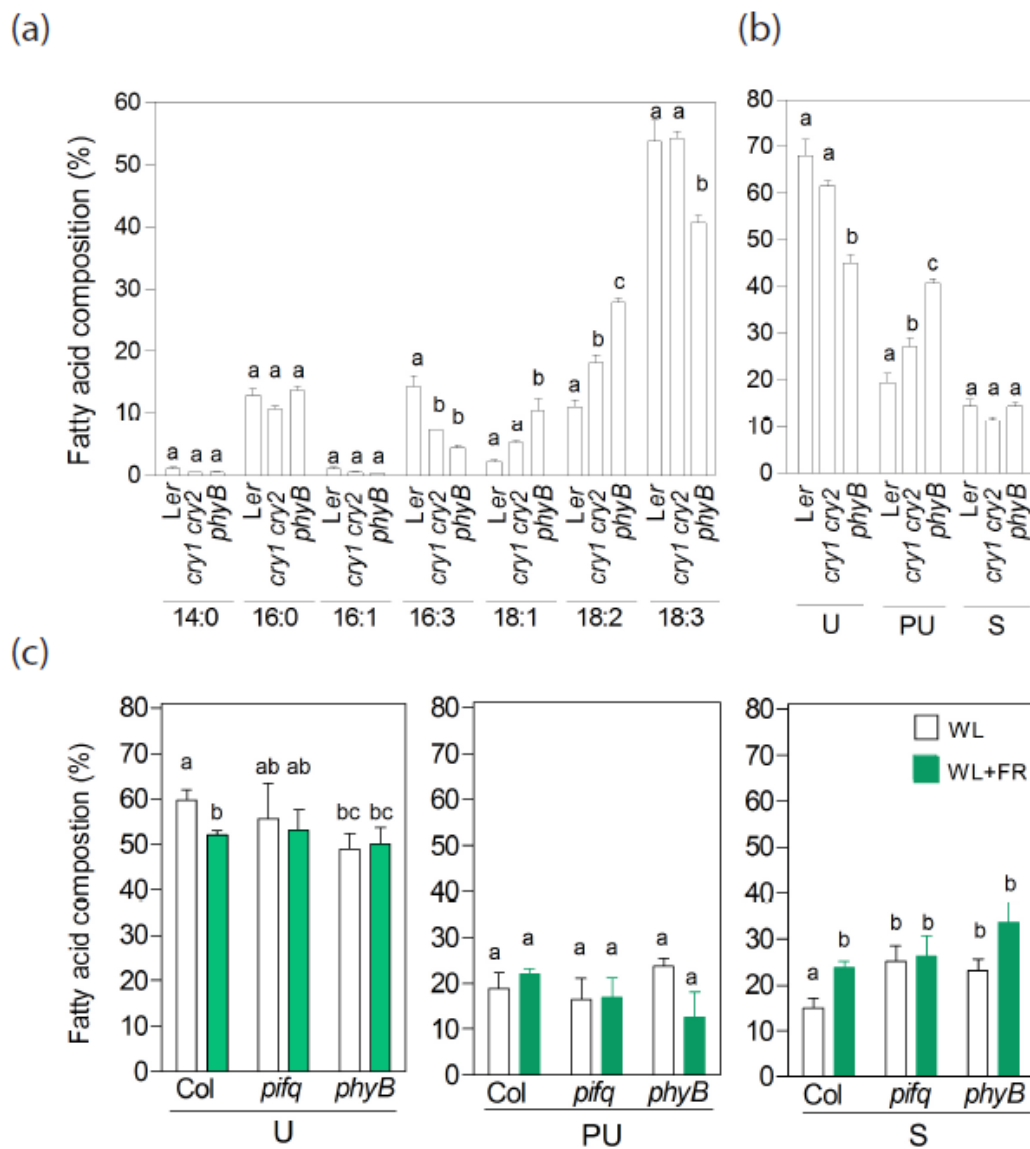 (a)
Fatty acid composition (%)
60
50
40
30
20
10
0
a a a
a a a
a a a
a b b
a a b
a b c
a a b
Ler cry1 cry2 phyB Ler cry1 cry2 phyB Ler cry1 cry2 phyB Ler cry1 cry2 phyB Ler cry1 cry2 phyB Ler cry1 cry2 phyB Ler cry1 cry2 phyB
14:0 16:0 16:1 16:3 18:1 18:2 18:3
(b)
80
70
60
50
40
30
20
10
0
a a b
a b c
a a a
Ler cry1 cry2 phyB Ler cry1 cry2 phyB Ler cry1 cry2 phyB
U PU S
(c)
Fatty acid compostion (%)
80
70
60
50
40
30
20
10
0
a b ab ab bc bc
Col pifq phyB
U
80
70
60
50
40
30
20
10
0
a a a a a a
Col pifq phyB
PU
80
70
60
50
40
30
20
10
0
WL
WL+FR
a b b b b b
Col pifq phyB
S